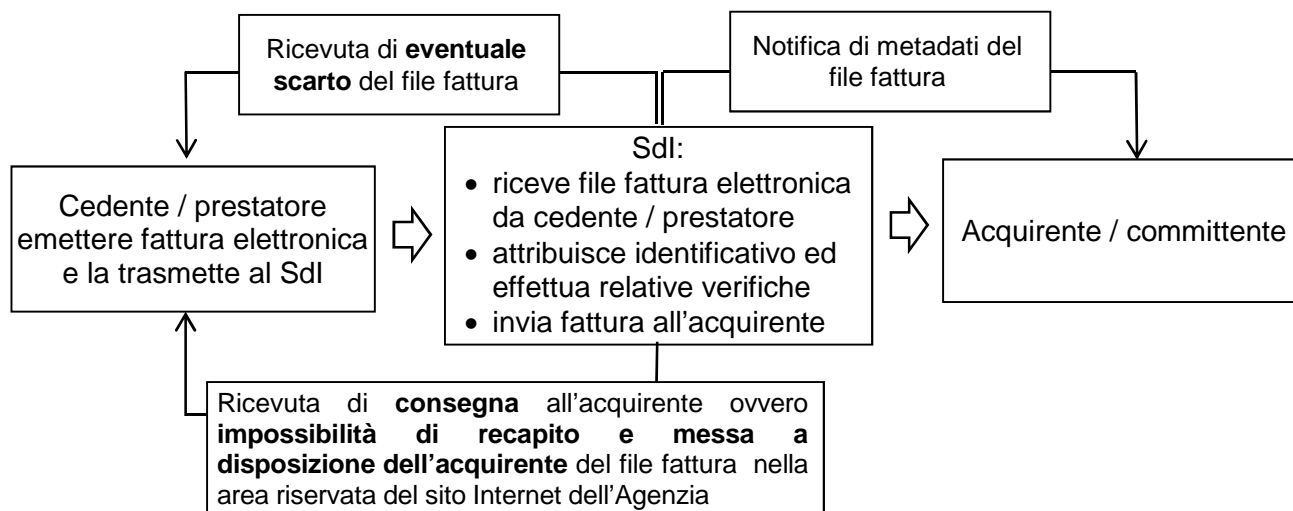 Ricevuta di eventuale
scarto del file fattura
Notifica di metadati del
file fattura
Cedente / prestatore
emettere fattura elettronica
e la trasmette al SdI
SdI:
• riceve file fattura elettronica
da cedente / prestatore
• attribuisce identificativo ed
effettua relative verifiche
• invia fattura all’acquirente
Acquirente / committente
Ricevuta di consegna all’acquirente ovvero
impossibilità di recapito e messa a
disposizione dell’acquirente del file fattura nella
area riservata del sito Internet dell’Agenzia